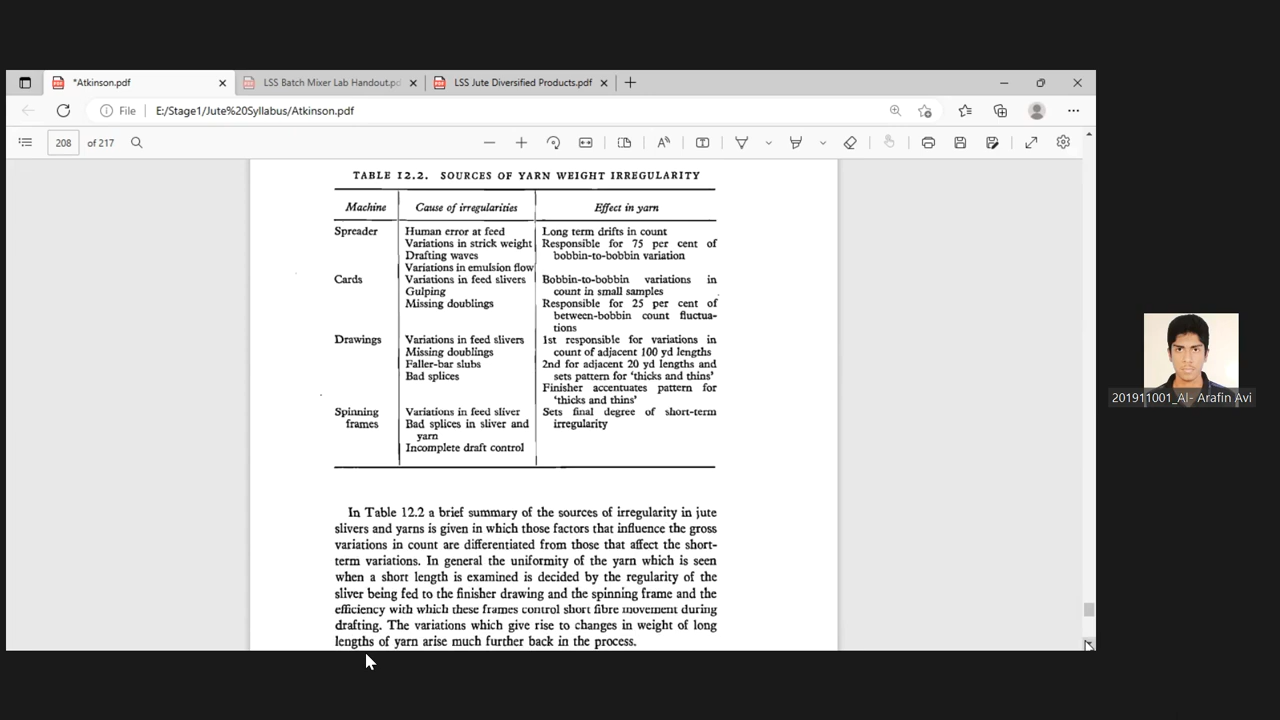 *Atkinson.pdf
LSS Batch Mixer Lab Handout.pd
LSS Jute Diversified Products.pdf
File
E:/Stage1/Jute%20Syllabus/Atkinson.pdf
208 of 217
TABLE 12.2. SOURCES OF YARN WEIGHT IRREGULARITY
Machine Cause of irregularities Effect in yarn
Spreader Human error at feed Long term drifts in count
Variations in strick weight Responsible for 75 per cent of
Drafting waves bobbin-to-bobbin variation
Variations in emulsion flow
Cards Variations in feed slivers Bobbin-to-bobbin variations in
Gulping count in small samples
Missing doublings Responsible for 25 per cent of
between-bobbin count fluctua-
tions
Drawings Variations in feed slivers 1st responsible for variations in
Missing doublings count of adjacent 100 yd lengths
Faller-bar slubs 2nd for adjacent 20 yd lengths and
Bad splices sets pattern for 'thicks and thins'
Finisher accentuates pattern for
'thicks and thins'
Spinning Variations in feed sliver Sets final degree of short-term
frames Bad splices in sliver and irregularity
yarn
Incomplete draft control
In Table 12.2 a brief summary of the sources of irregularity in jute
slivers and yarns is given in which those factors that influence the gross
variations in count are differentiated from those that affect the short-
term variations. In general the uniformity of the yarn which is seen
when a short length is examined is decided by the regularity of the
sliver being fed to the finisher drawing and the spinning frame and the
efficiency with which these frames control short fibre movement during
drafting. The variations which give rise to changes in weight of long
lengths of yarn arise much further back in the process.
201911001_Al- Arafin Avi